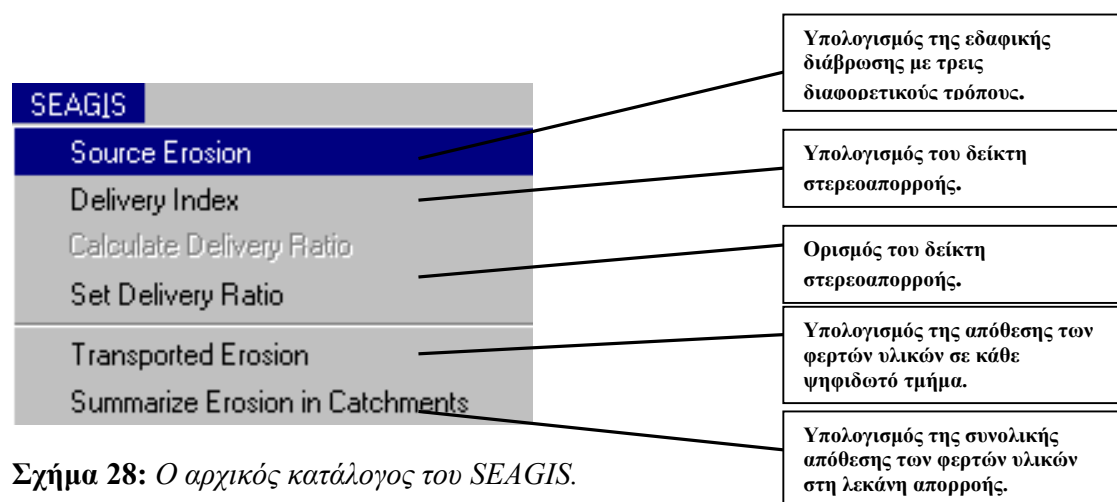 SEAGIS
Source Erosion
Delivery Index
Calculate Delivery Ratio
Set Delivery Ratio
Transported Erosion
Summarize Erosion in Catchments
Υπολογισμός της εδαφικής
διάβρωσης με τρεις
διαφορετικούς τρόπους.
Υπολογισμός του δείκτη
στερεοαπορροής.
Ορισμός του δείκτη
στερεοαπορροής.
Υπολογισμός της απόθεσης των
φερτών υλικών σε κάθε
ψηφιδωτό τμήμα.
Υπολογισμός της συνολικής
απόθεσης των φερτών υλικών
στη λεκάνη απορροής.
Σχήμα 28: Ο αρχικός κατάλογος του SEAGIS.